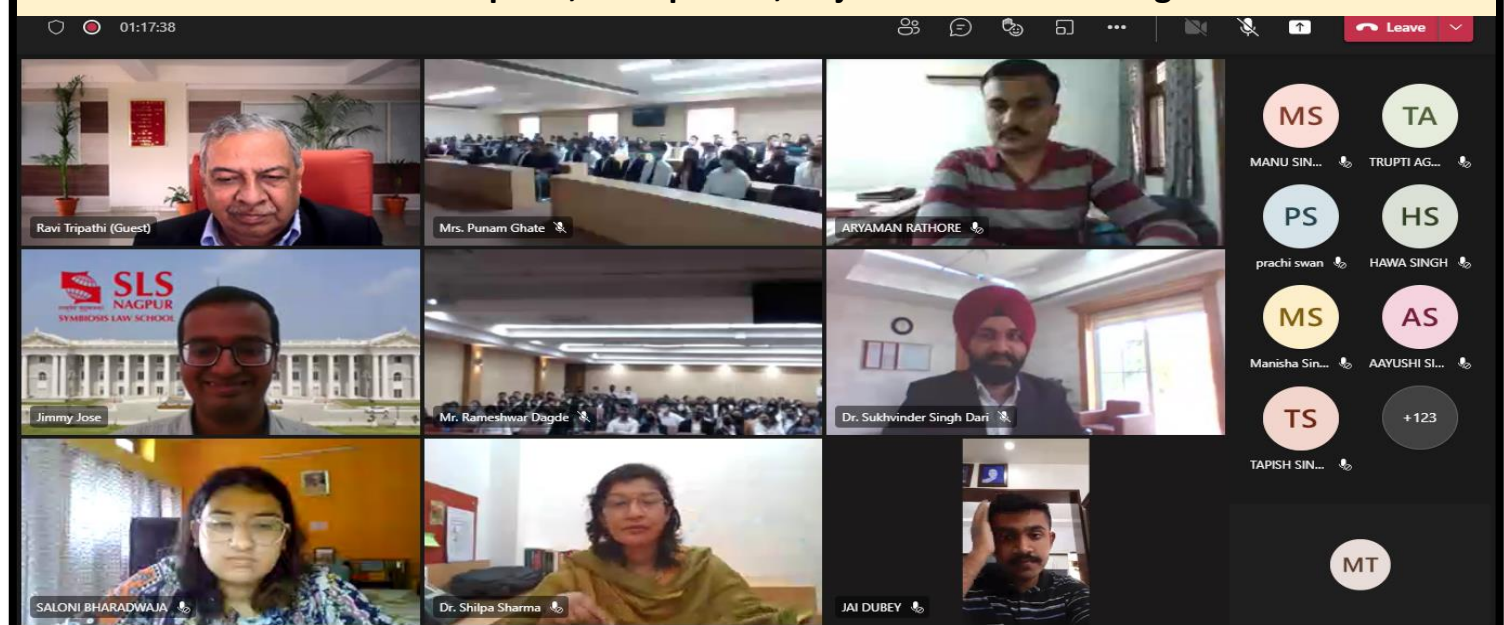 01:17:38
Leave
Ravi Tripathi (Guest)
Mrs. Punam Ghate
ARYAMAN RATHORE
MS
TA
MANU SIN...
TRUPTI AG...
PS
HS
prachi swan
HAWA SINGH
SLS
NAGPUR
SYMBIOSIS LAW SCHOOL
Jimmy Jose
Mr. Rameshwar Dagde
Dr. Sukhvinder Singh Dari
MS
AS
Manisha Sin...
AAYUSHI SI...
TS
+123
TAPISH SIN...
SALONI BHARADWAJA
Dr. Shilpa Sharma
JAI DUBEY
MT